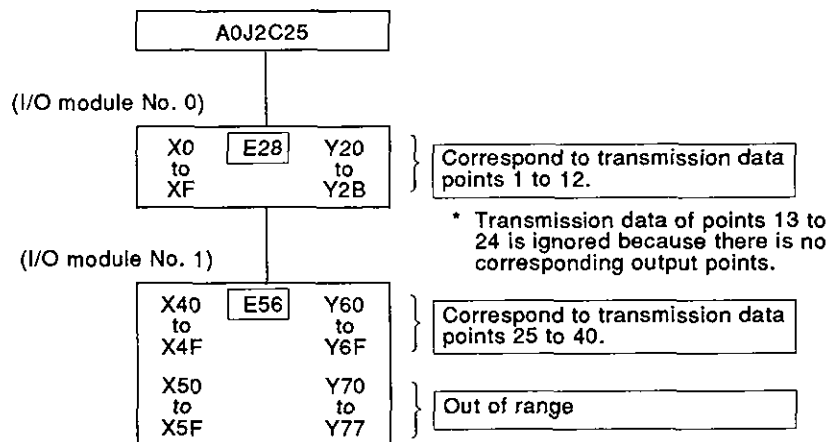 A0J2C25
(I/O module No. 0)
X0 E28 Y20
to to
XF Y2B
Correspond to transmission data
points 1 to 12.
* Transmission data of points 13 to
24 is ignored because there is no
corresponding output points.
(I/O module No. 1)
X40 E56 Y60
to to
X4F Y6F
Correspond to transmission data
points 25 to 40.
X50 Y70
to to
X5F Y77
Out of range